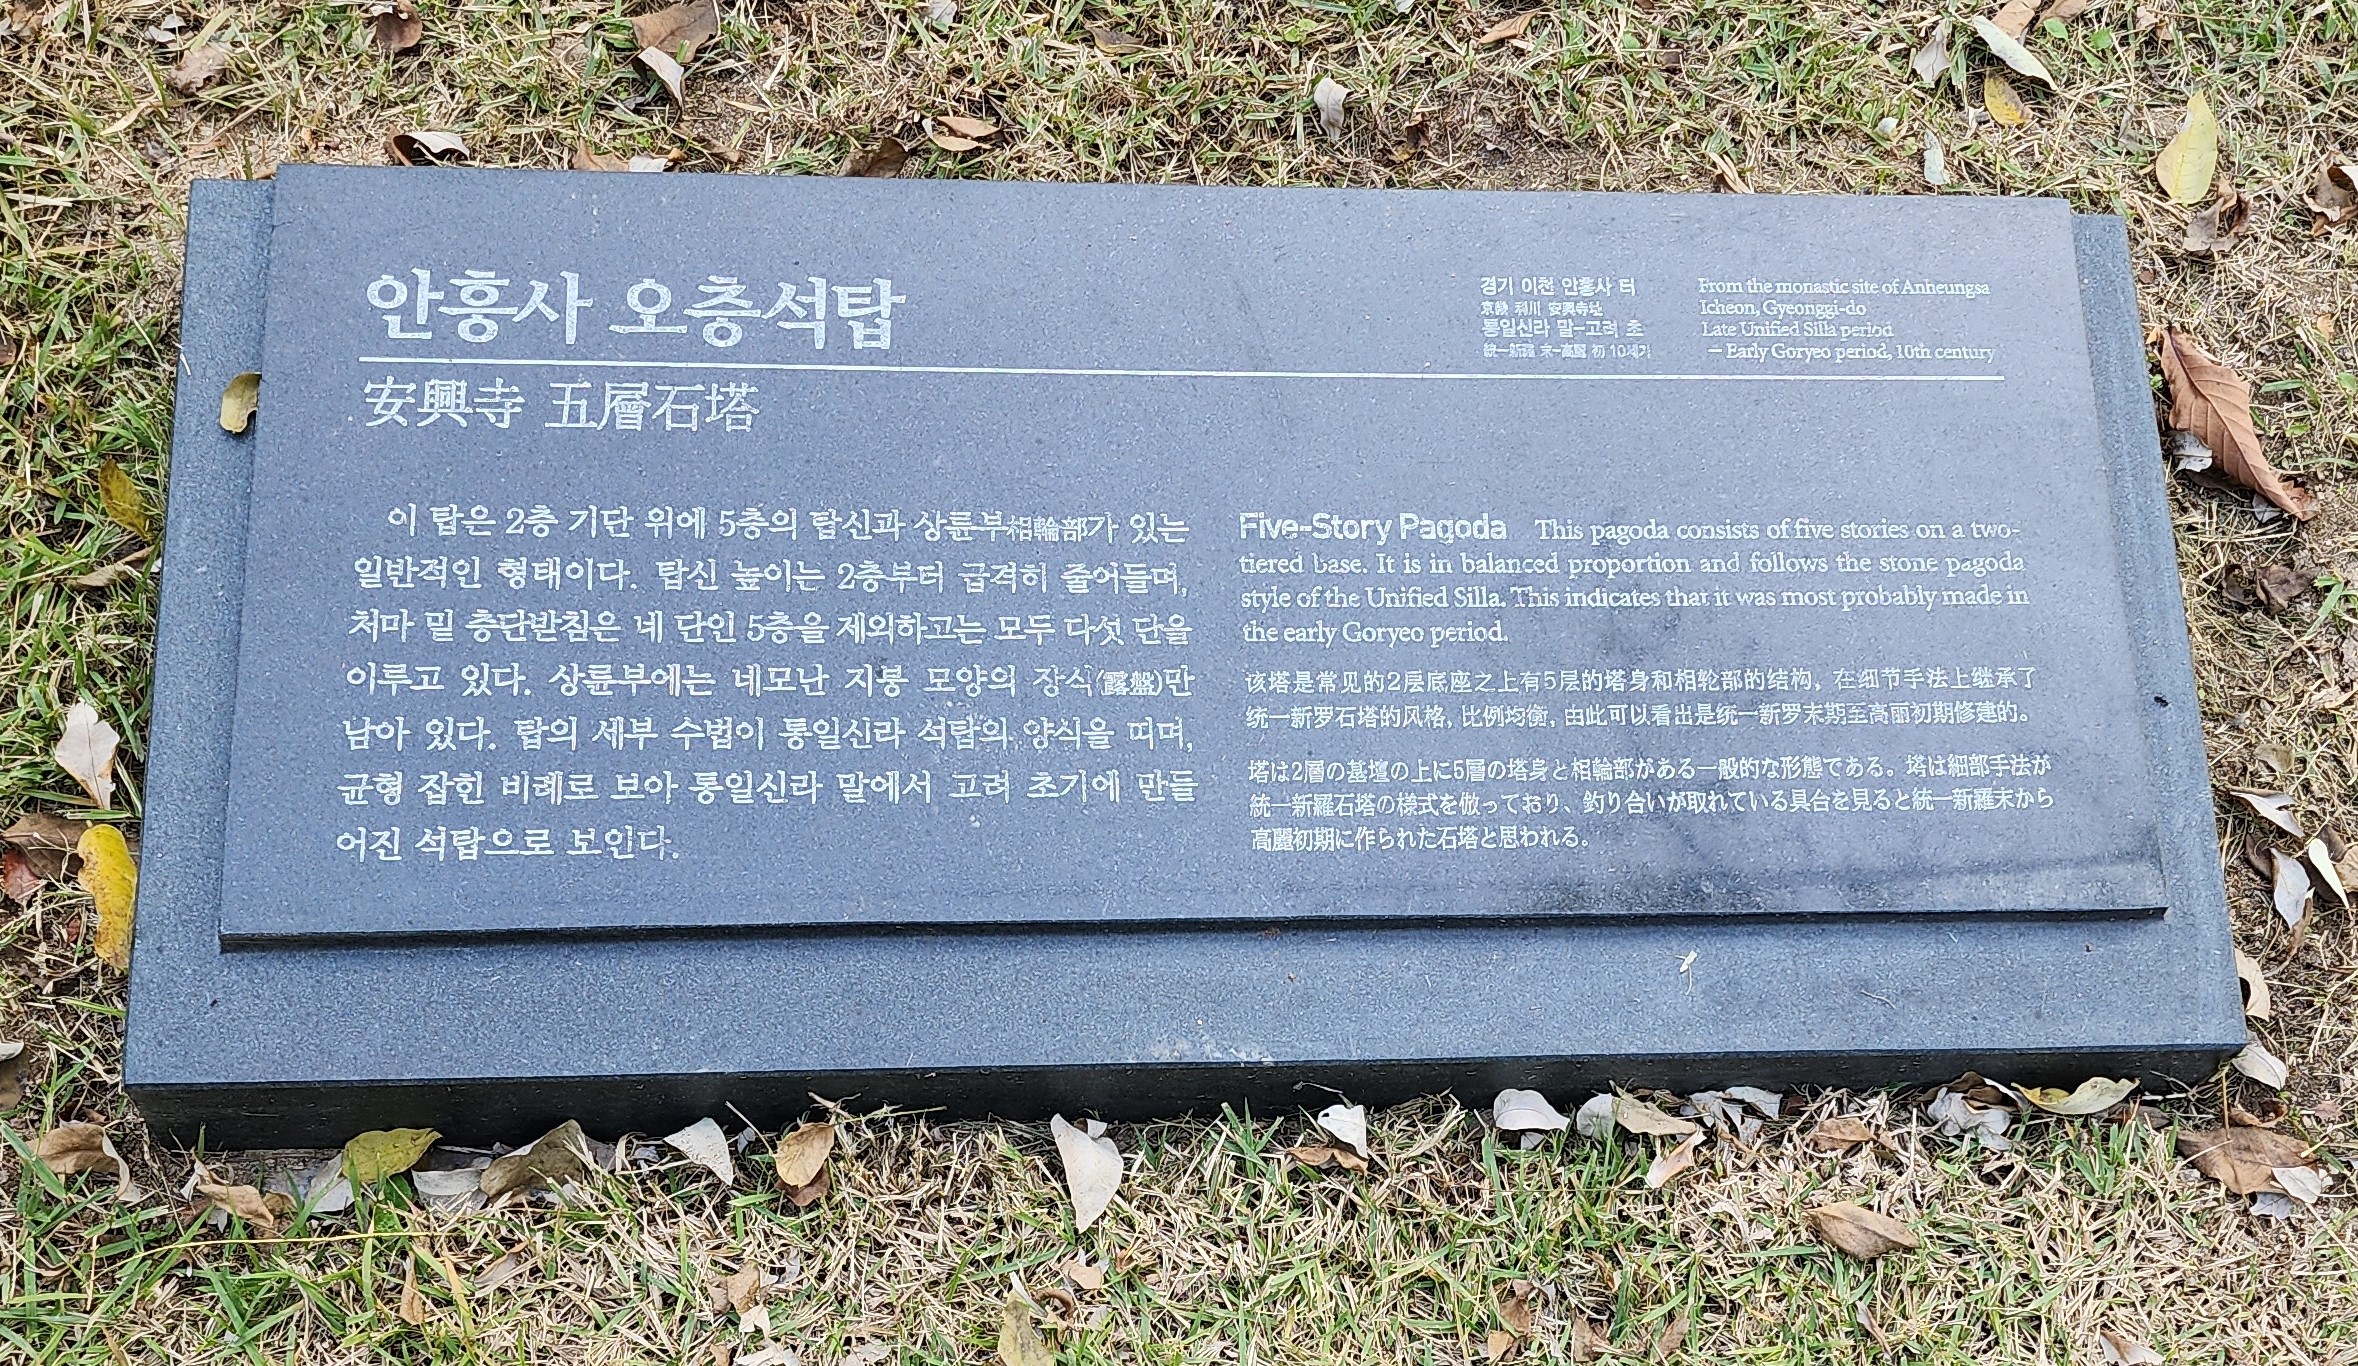 안흥사 오층석탑
安興寺 五層石塔
경기 이천 안흥사 터
京畿 利川 安興寺址
통일신라 말-고려 초
統一新羅 末-高麗 初 10세기
From the monastic site of Anheungsa
Icheon, Gyeonggi-do
Late Unified Silla period
— Early Goryeo period, 10th century
이 탑은 2층 기단 위에 5층의 탑신과 상륜부相輪部가 있는
일반적인 형태이다. 탑신 높이는 2층부터 급격히 줄어들며,
처마 밑 층단받침은 네 단인 5층을 제외하고는 모두 다섯 단을
이루고 있다. 상륜부에는 네모난 지붕 모양의 장식(露盤)만
남아 있다. 탑의 세부 수법이 통일신라 석탑의 양식을 띠며,
균형 잡힌 비례로 보아 통일신라 말에서 고려 초기에 만들
어진 석탑으로 보인다.
Five-Story Pagoda This pagoda consists of five stories on a two-
tiered base. It is in balanced proportion and follows the stone pagoda
style of the Unified Silla. This indicates that it was most probably made in
the early Goryeo period.
该塔是常见的2层底座之上有5层的塔身和相轮部的结构, 在细节手法上继承了
统一新罗石塔的风格, 比例均衡, 由此可以看出是统一新罗末期至高丽初期修建的。
塔は2層の基壇の上に5層の塔身と相輪部がある一般的な形態である。塔は細部手法が
統一新羅石塔の様式を倣っており、釣り合いが取れている具合を見ると統一新羅末から
高麗初期に作られた石塔と思われる。